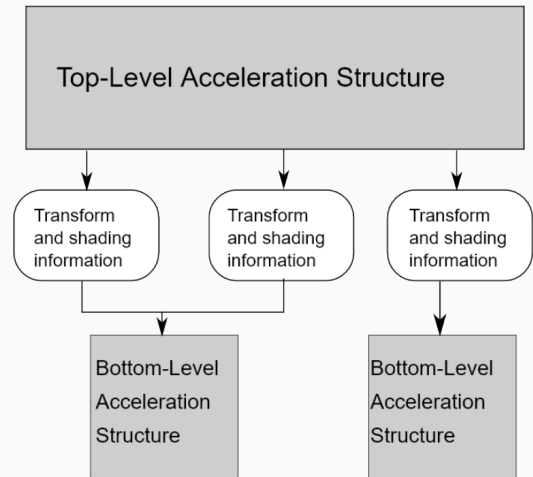 Top-Level Acceleration Structure
Transform
and shading
information
Transform
and shading
information
Transform
and shading
information
Bottom-Level
Acceleration
Structure
Bottom-Level
Acceleration
Structure